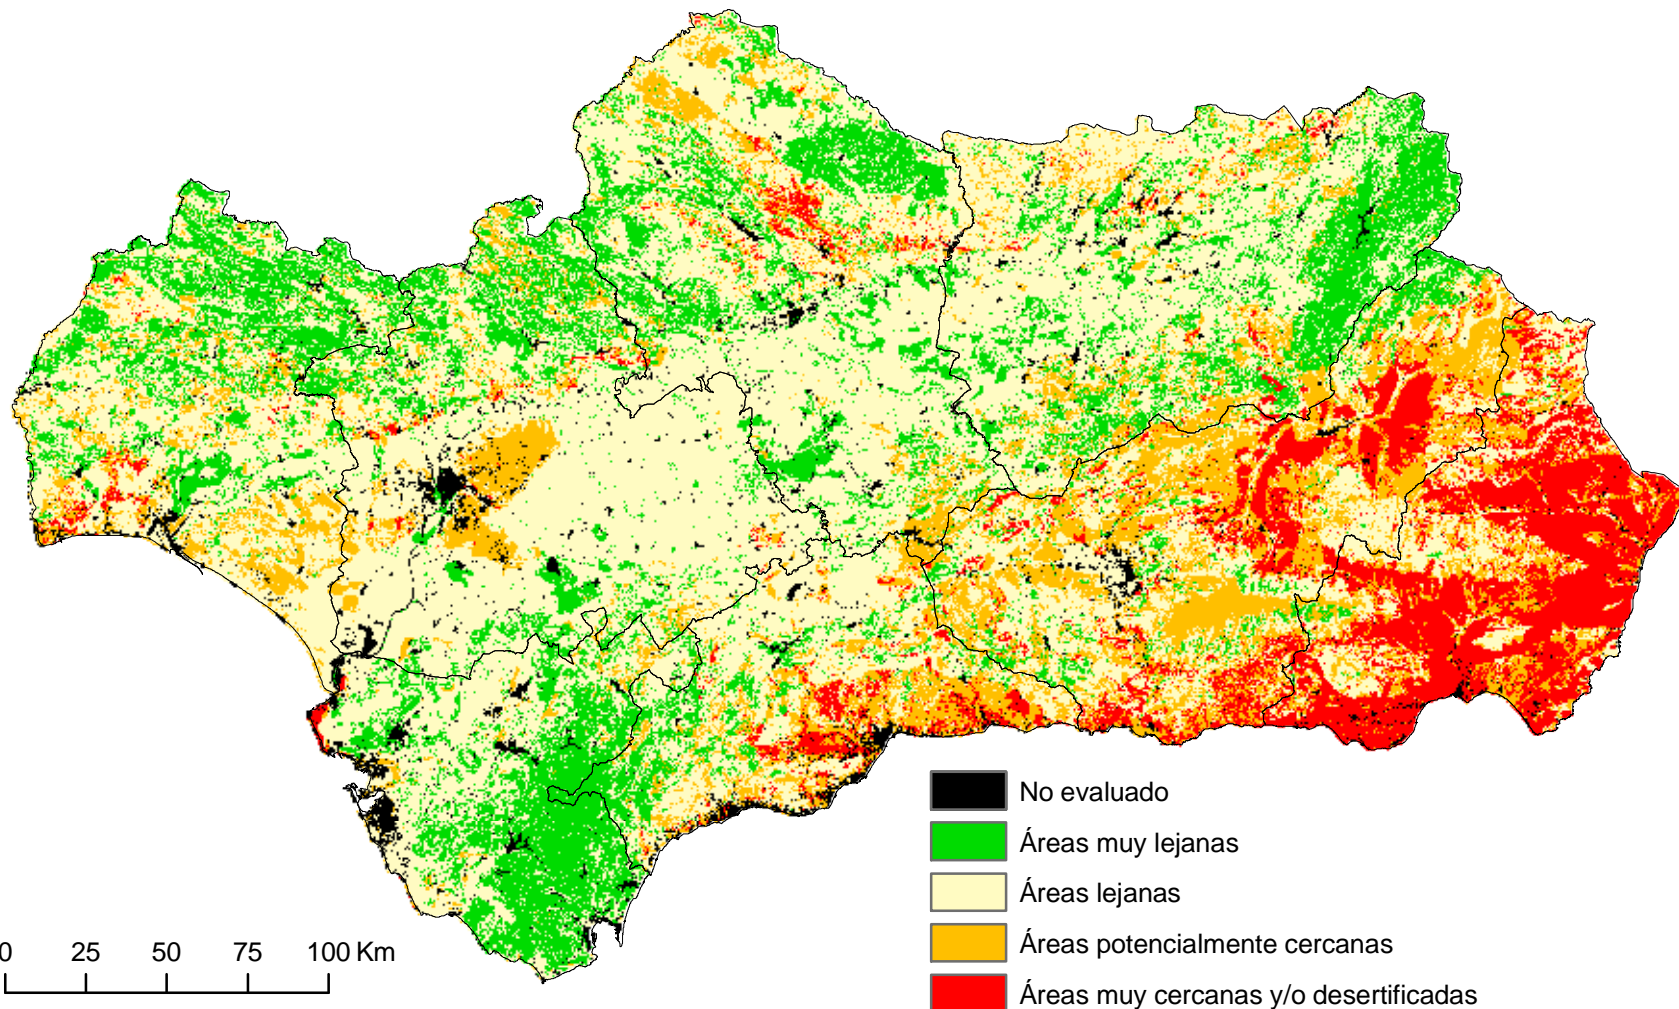 No evaluado
Áreas muy lejanas
Áreas lejanas
Áreas potencialmente cercanas
Áreas muy cercanas y/o desertificadas
0 25 50 75 100 Km